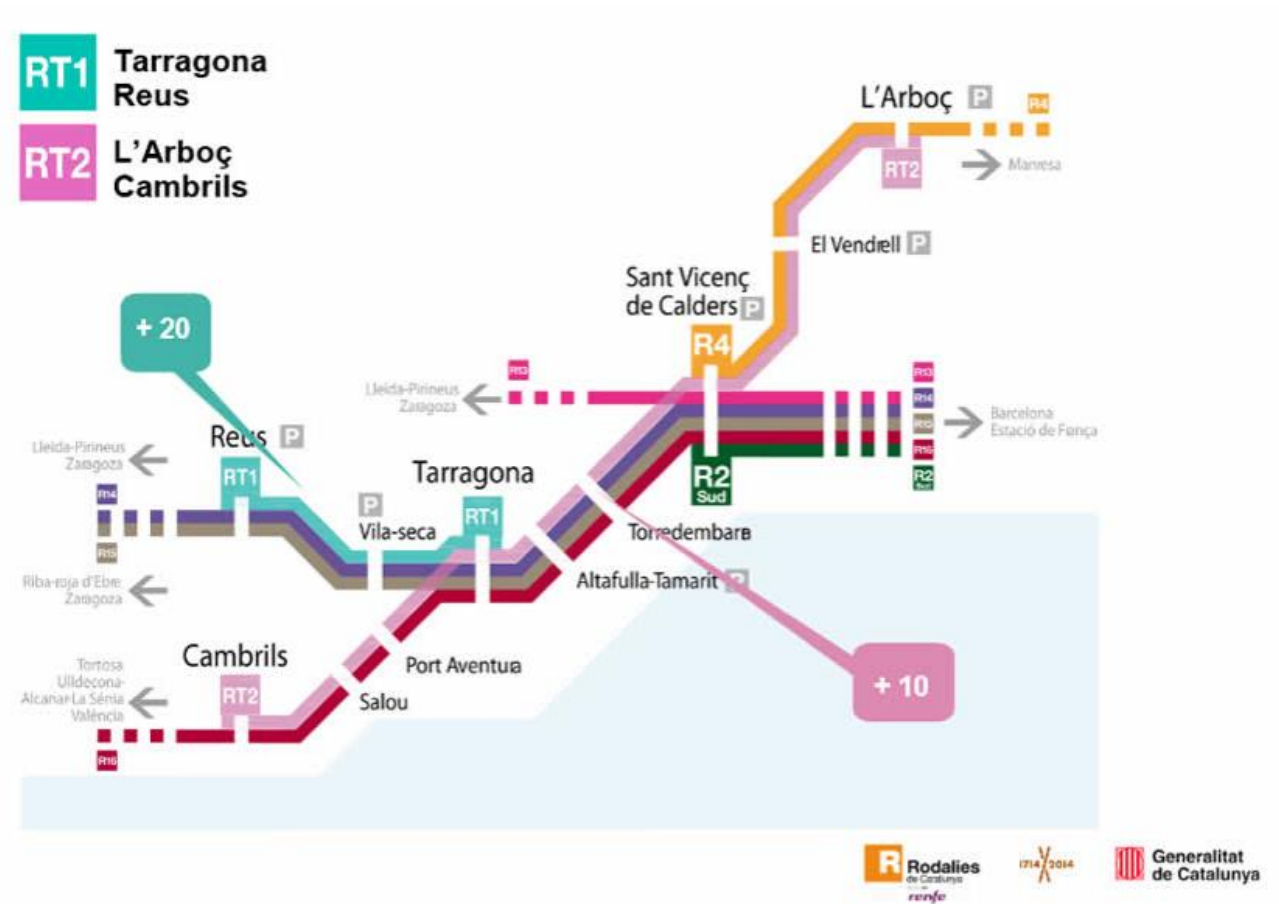 RT1
Tarragona
Reus
RT2
L'Arboç
Cambrils
L'Arboç P
R4
RT2
Manresa
El Vendrell P
Sant Vicenç
de Calders P
R4
+ 20
R13
Lleida-Pirineus
Zaragoza
R13
R14
R15
R16
R2
Sud
Barcelona
Estació de França
R2
Sud
Reus P
Lleida-Pirineus
Zaragoza
RT1
R14
R15
Riba-roja d'Ebre
Zaragoza
P
Vila-seca
Tarragona
RT1
Torredembarra
Altafulla-Tamarit P
Port Aventura
Salou
Cambrils
RT2
Tortosa
Ulldecona-
Alcanar-La Sénia
València
R16
+ 10
R Rodalies
de Catalunya
renfe
1714 2014
Generalitat
de Catalunya